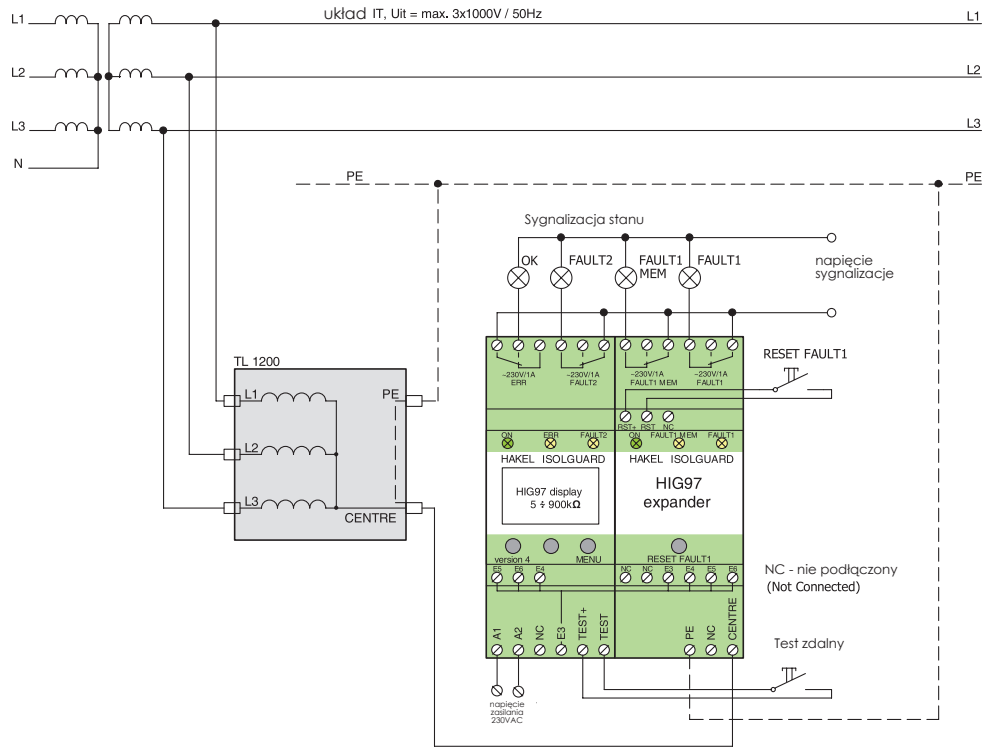 układ IT, Uit = max. 3x1000V / 50Hz
L1
L1
L2
L2
L3
L3
N
PE
PE
Sygnalizacja stanu
OK
FAULT2
FAULT1
MEM
FAULT1
napięcie
sygnalizacje
TL 1200
L1
PE
L2
L3
CENTRE
~230V/1A
ERR
~230V/1A
FAULT2
~230V/1A
FAULT1 MEM
~230V/1A
FAULT1
RESET FAULT1
RST+ RST NC
ON ERR FAULT2
ON FAULT1 MEM FAULT1
HAKEL ISOLGUARD
HAKEL ISOLGUARD
HIG97 display
5 ÷ 900kΩ
HIG97
expander
version 4 MENU
RESET FAULT1
E5 E6 E4
NC NC E3 E4 E5 E6
NC - nie podłączony
(Not Connected)
A1
A2
NC
E3
TEST+
TEST
PE
NC
CENTRE
Test zdalny
napięcie
zasilania
230VAC